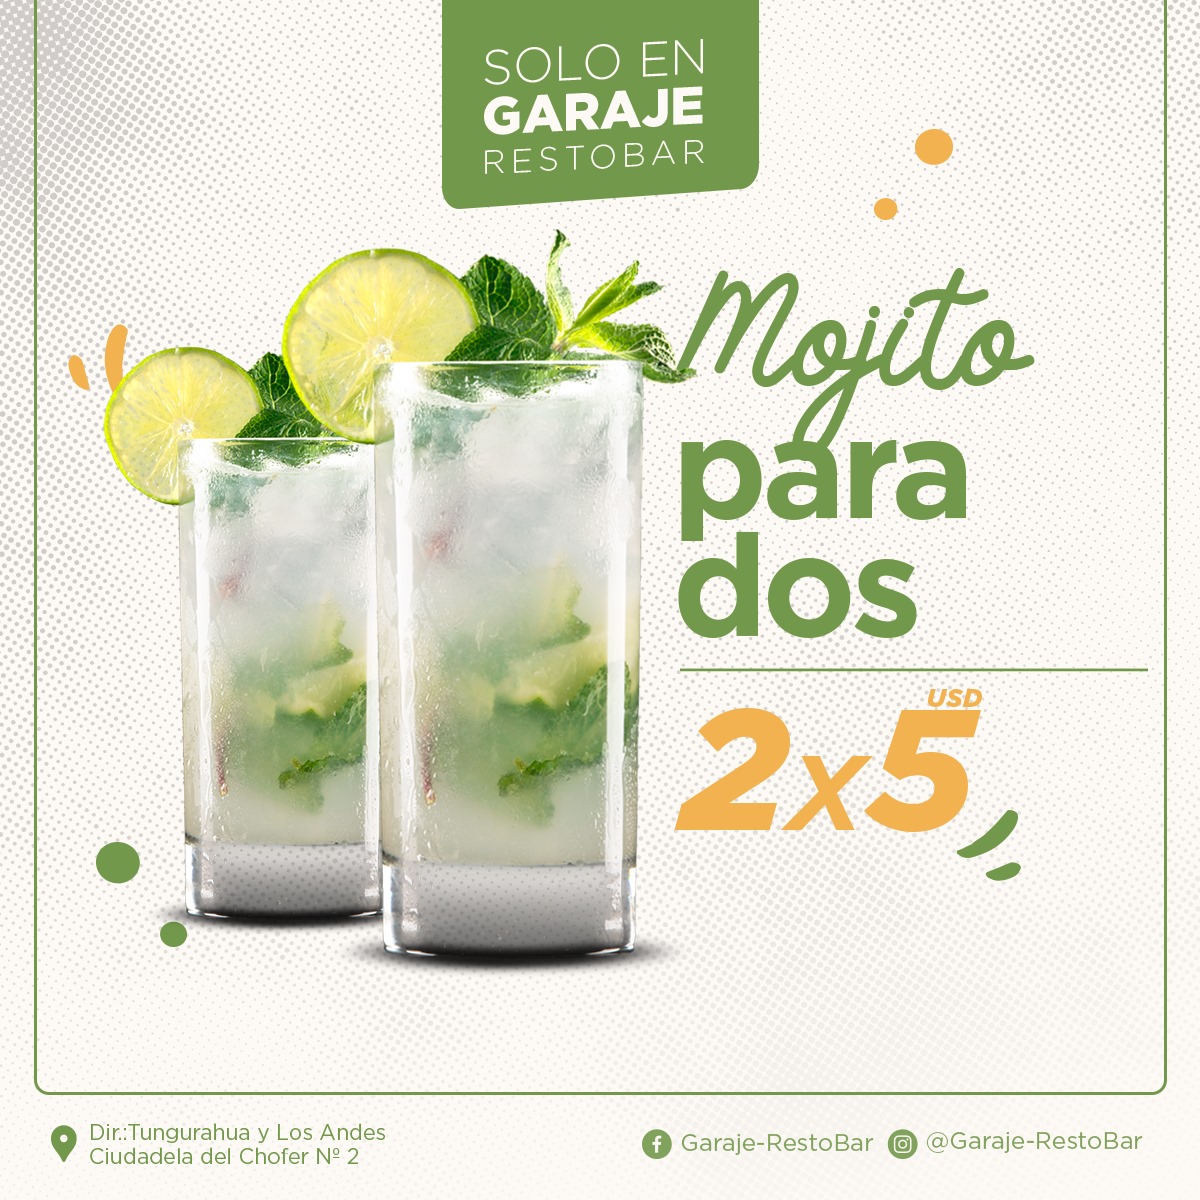 SOLO EN
GARAJE
RESTOBAR
Mojito
para
dos
USD
2x5
Dir.:Tungurahua y Los Andes
Ciudadela del Chofer Nº 2
Garaje-RestoBar
@Garaje-RestoBar